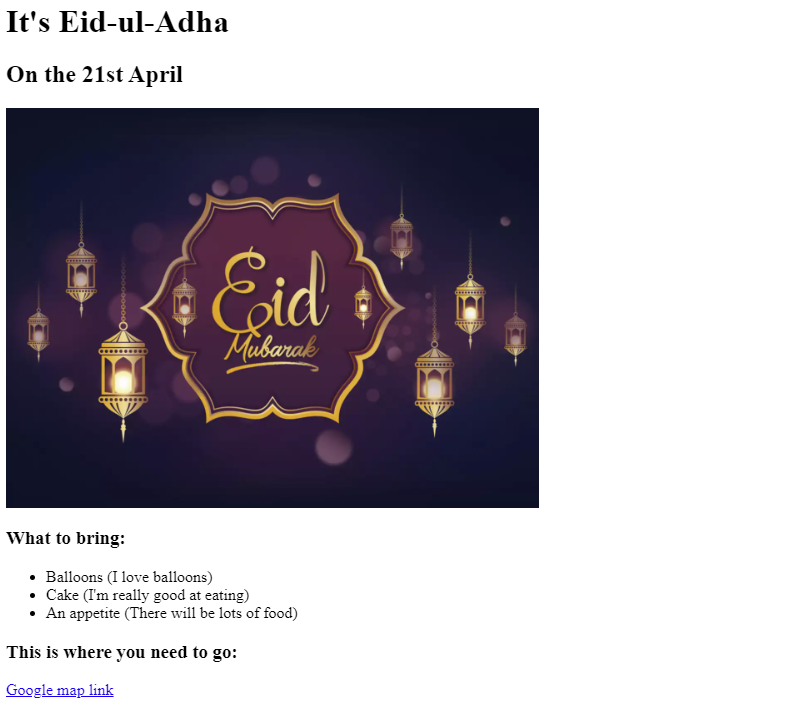 It's Eid-ul-Adha
On the 21st April
Eid
Mubarak
What to bring:
Balloons (I love balloons)
Cake (I'm really good at eating)
An appetite (There will be lots of food)
This is where you need to go:
Google map link